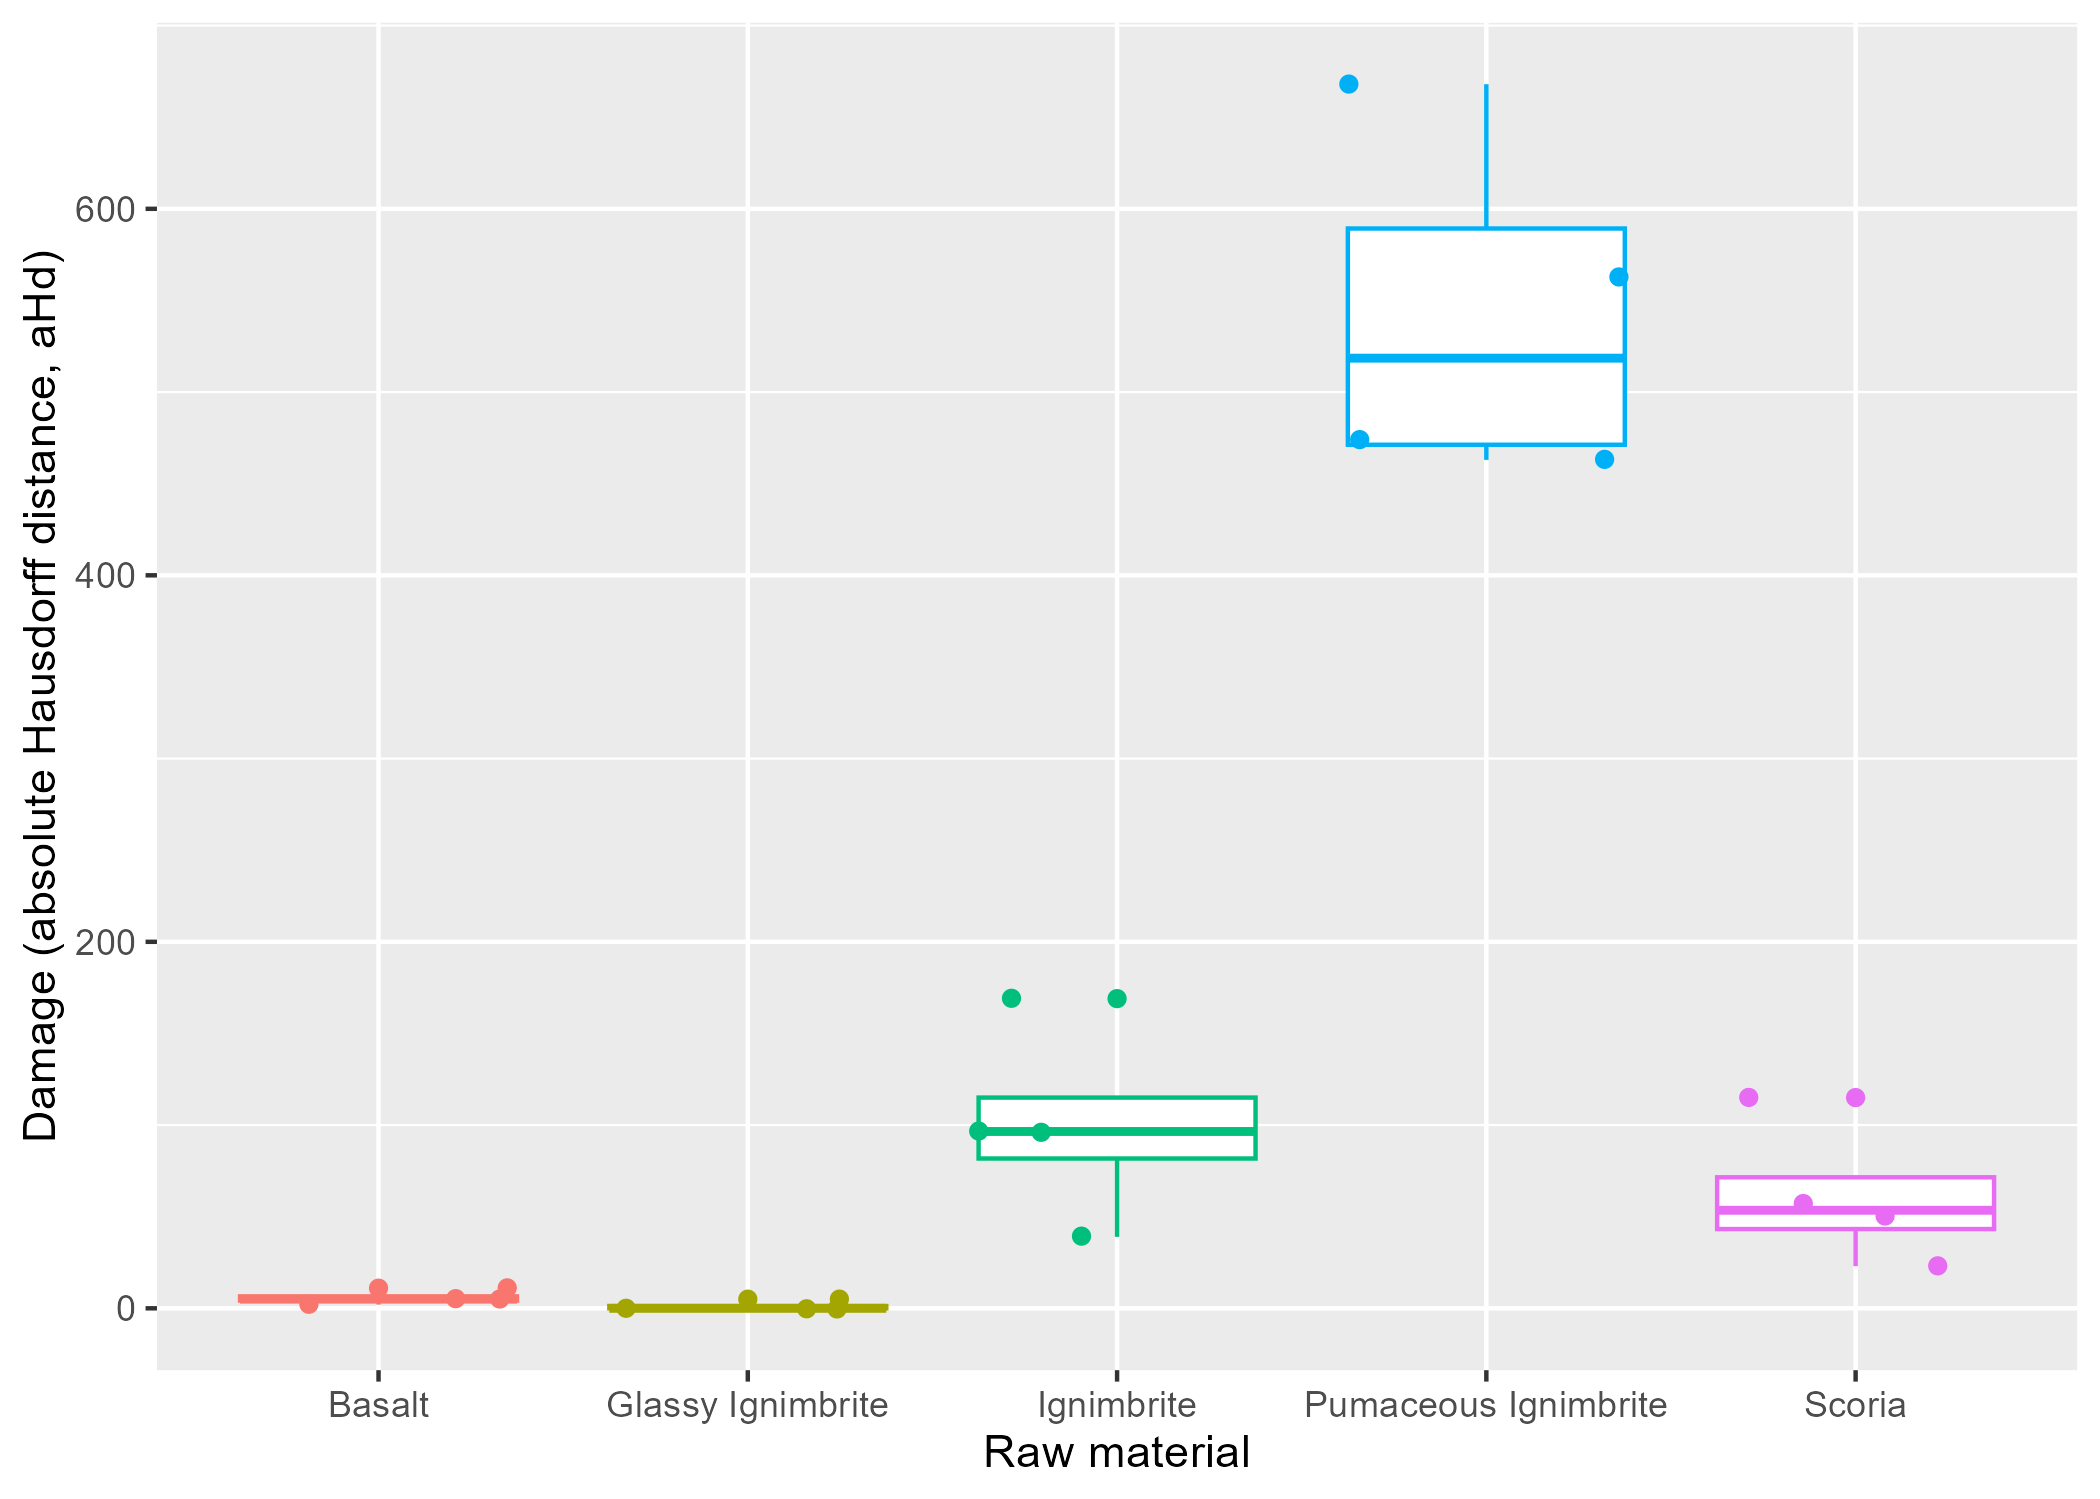 Damage (absolute Hausdorff distance, aHd)
600
400
200
0
Basalt
Glassy Ignimbrite
Ignimbrite
Pumaceous Ignimbrite
Scoria
Raw material